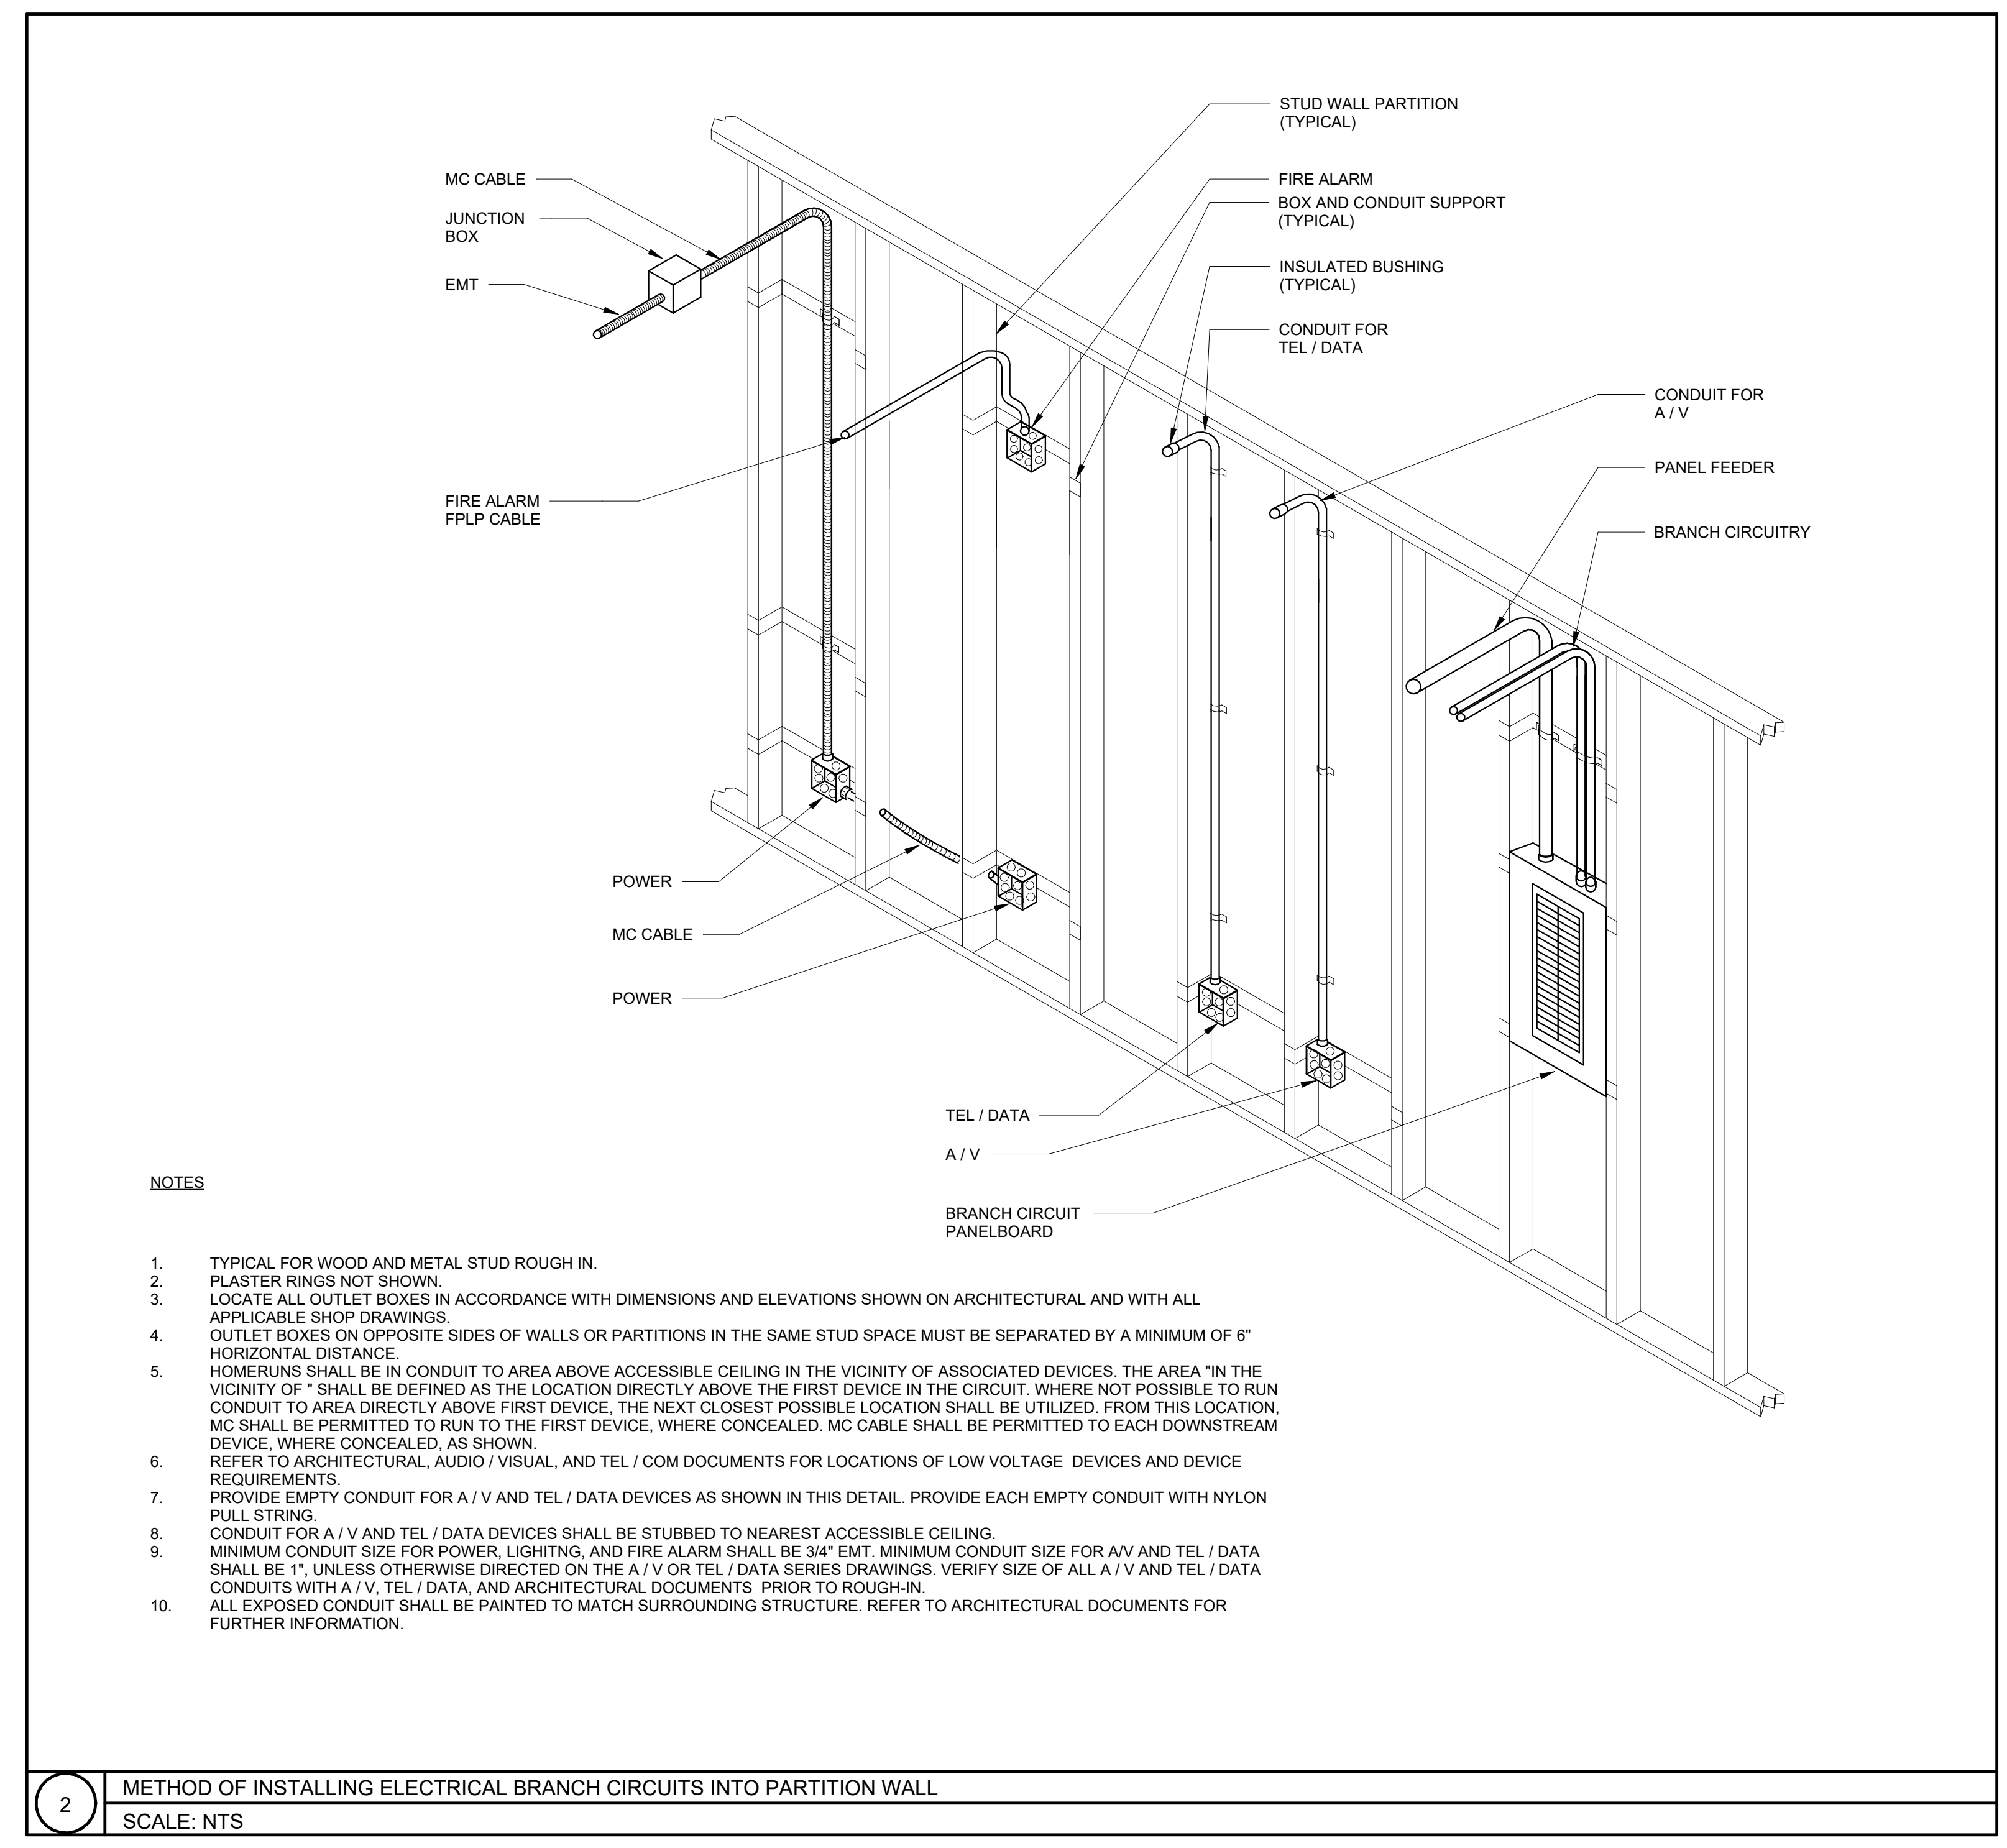 STUD WALL PARTITION
(TYPICAL)
MC CABLE
FIRE ALARM
BOX AND CONDUIT SUPPORT
(TYPICAL)
JUNCTION
BOX
EMT
INSULATED BUSHING
(TYPICAL)
CONDUIT FOR
TEL / DATA
CONDUIT FOR
A / V
PANEL FEEDER
BRANCH CIRCUITRY
FIRE ALARM
FPLP CABLE
POWER
MC CABLE
POWER
TEL / DATA
A / V
BRANCH CIRCUIT
PANELBOARD
NOTES
1. TYPICAL FOR WOOD AND METAL STUD ROUGH IN.
2. PLASTER RINGS NOT SHOWN.
3. LOCATE ALL OUTLET BOXES IN ACCORDANCE WITH DIMENSIONS AND ELEVATIONS SHOWN ON ARCHITECTURAL AND WITH ALL
APPLICABLE SHOP DRAWINGS.
4. OUTLET BOXES ON OPPOSITE SIDES OF WALLS OR PARTITIONS IN THE SAME STUD SPACE MUST BE SEPARATED BY A MINIMUM OF 6"
HORIZONTAL DISTANCE.
5. HOMERUNS SHALL BE IN CONDUIT TO AREA ABOVE ACCESSIBLE CEILING IN THE VICINITY OF ASSOCIATED DEVICES. THE AREA "IN THE
VICINITY OF " SHALL BE DEFINED AS THE LOCATION DIRECTLY ABOVE THE FIRST DEVICE IN THE CIRCUIT. WHERE NOT POSSIBLE TO RUN
CONDUIT TO AREA DIRECTLY ABOVE FIRST DEVICE, THE NEXT CLOSEST POSSIBLE LOCATION SHALL BE UTILIZED. FROM THIS LOCATION,
MC SHALL BE PERMITTED TO RUN TO THE FIRST DEVICE, WHERE CONCEALED. MC CABLE SHALL BE PERMITTED TO EACH DOWNSTREAM
DEVICE, WHERE CONCEALED, AS SHOWN.
6. REFER TO ARCHITECTURAL, AUDIO / VISUAL, AND TEL / COM DOCUMENTS FOR LOCATIONS OF LOW VOLTAGE DEVICES AND DEVICE
REQUIREMENTS.
7. PROVIDE EMPTY CONDUIT FOR A / V AND TEL / DATA DEVICES AS SHOWN IN THIS DETAIL. PROVIDE EACH EMPTY CONDUIT WITH NYLON
PULL STRING.
8. CONDUIT FOR A / V AND TEL / DATA DEVICES SHALL BE STUBBED TO NEAREST ACCESSIBLE CEILING.
9. MINIMUM CONDUIT SIZE FOR POWER, LIGHITNG, AND FIRE ALARM SHALL BE 3/4" EMT. MINIMUM CONDUIT SIZE FOR A/V AND TEL / DATA
SHALL BE 1", UNLESS OTHERWISE DIRECTED ON THE A / V OR TEL / DATA SERIES DRAWINGS. VERIFY SIZE OF ALL A / V AND TEL / DATA
CONDUITS WITH A / V, TEL / DATA, AND ARCHITECTURAL DOCUMENTS PRIOR TO ROUGH-IN.
10. ALL EXPOSED CONDUIT SHALL BE PAINTED TO MATCH SURROUNDING STRUCTURE. REFER TO ARCHITECTURAL DOCUMENTS FOR
FURTHER INFORMATION.
2
METHOD OF INSTALLING ELECTRICAL BRANCH CIRCUITS INTO PARTITION WALL
SCALE: NTS